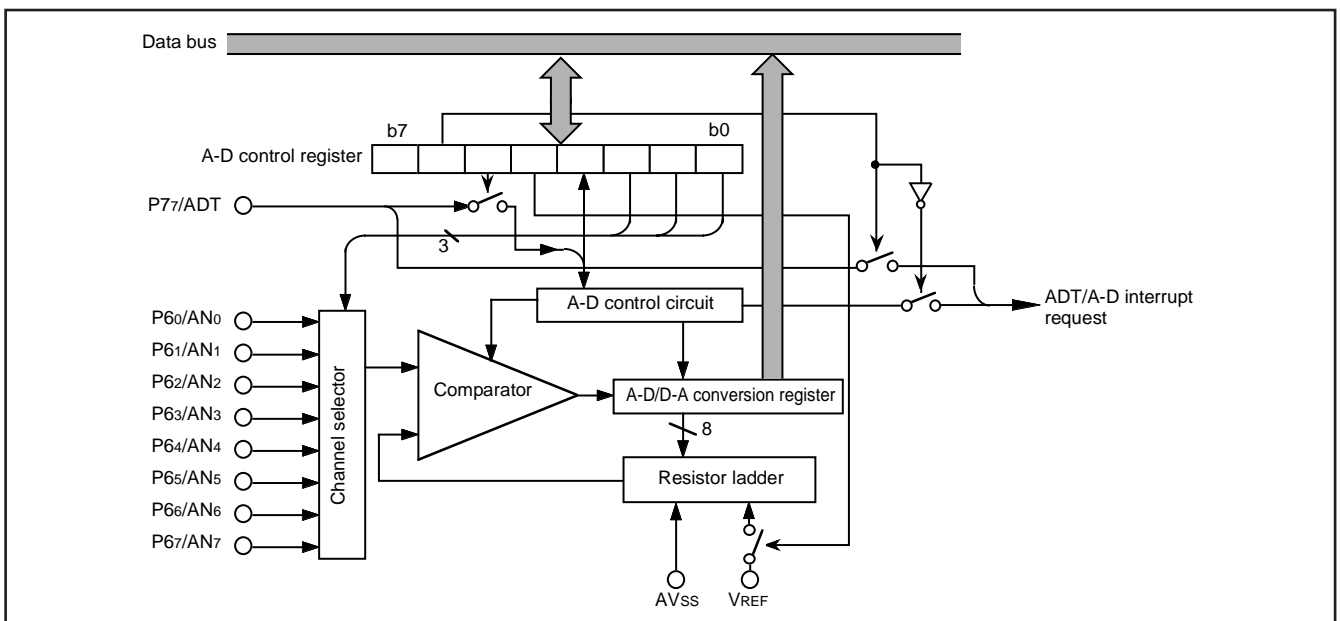 Data bus
b7 b0
A-D control register
P77/ADT
3
A-D control circuit
ADT/A-D interrupt
request
P60/AN0
P61/AN1
P62/AN2
P63/AN3
P64/AN4
P65/AN5
P66/AN6
P67/AN7
Channel selector
Comparator
A-D/D-A conversion register
8
Resistor ladder
AVSS VREF